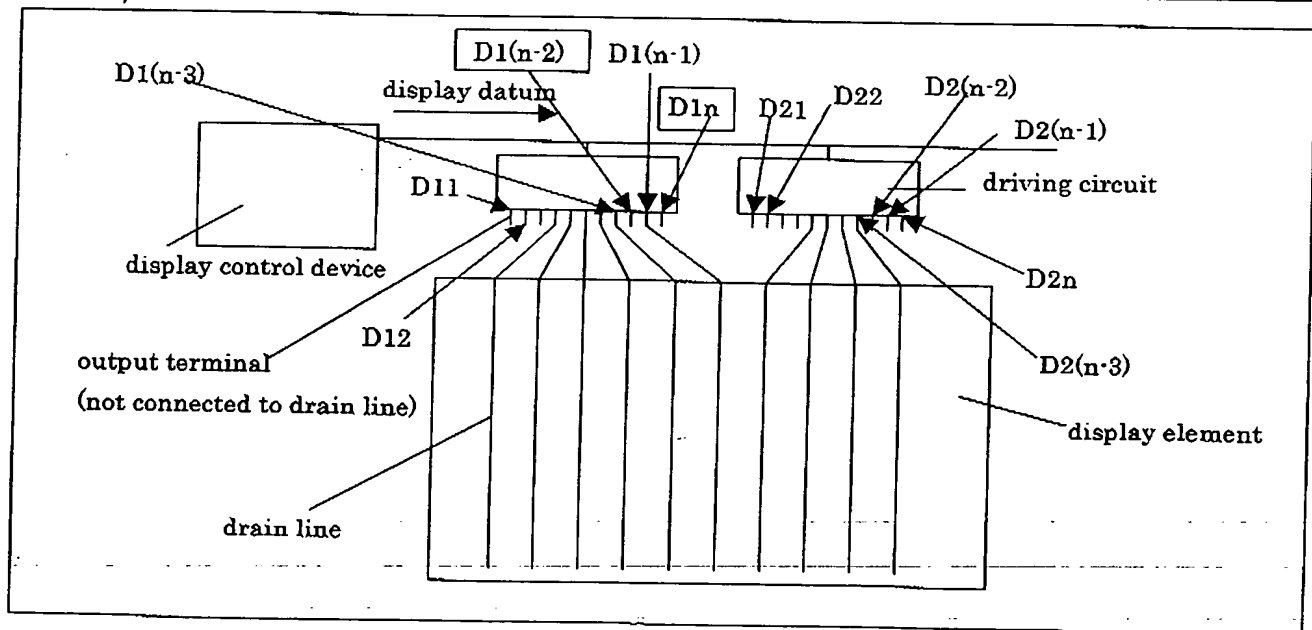 D1(n-2)
D1(n-1)
D1(n-3)
display datum
D1n
D21
D22
D2(n-2)
D2(n-1)
D11
driving circuit
display control device
D12
D2n
output terminal
(not connected to drain line)
D2(n-3)
display element
drain line